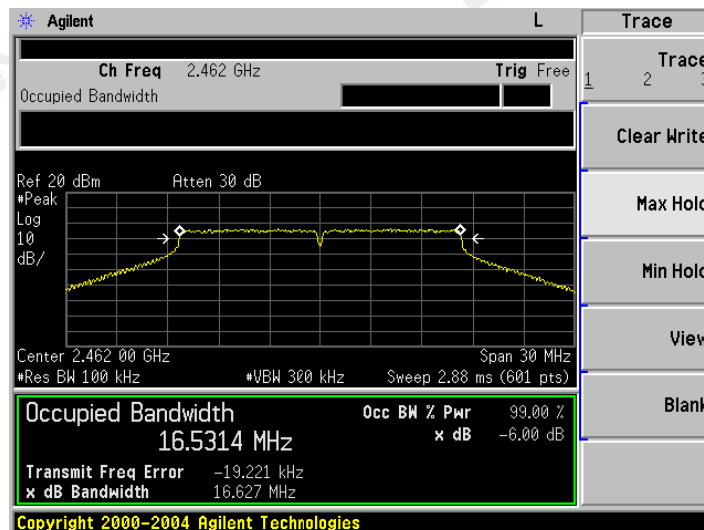 Agilent L Trace
Ch Freq 2.462 GHz Trig Free
Occupied Bandwidth
Trace
1 2 3
Clear Write
Max Hold
Min Hold
View
Blank
Ref 20 dBm Atten 30 dB
#Peak
Log
10
dB/
Center 2.462 00 GHz Span 30 MHz
#Res BW 100 kHz #VBW 300 kHz Sweep 2.88 ms (601 pts)
Occupied Bandwidth Occ BW % Pwr 99.00 %
16.5314 MHz x dB -6.00 dB
Transmit Freq Error -19.221 kHz
x dB Bandwidth 16.627 MHz
Copyright 2000-2004 Agilent Technologies